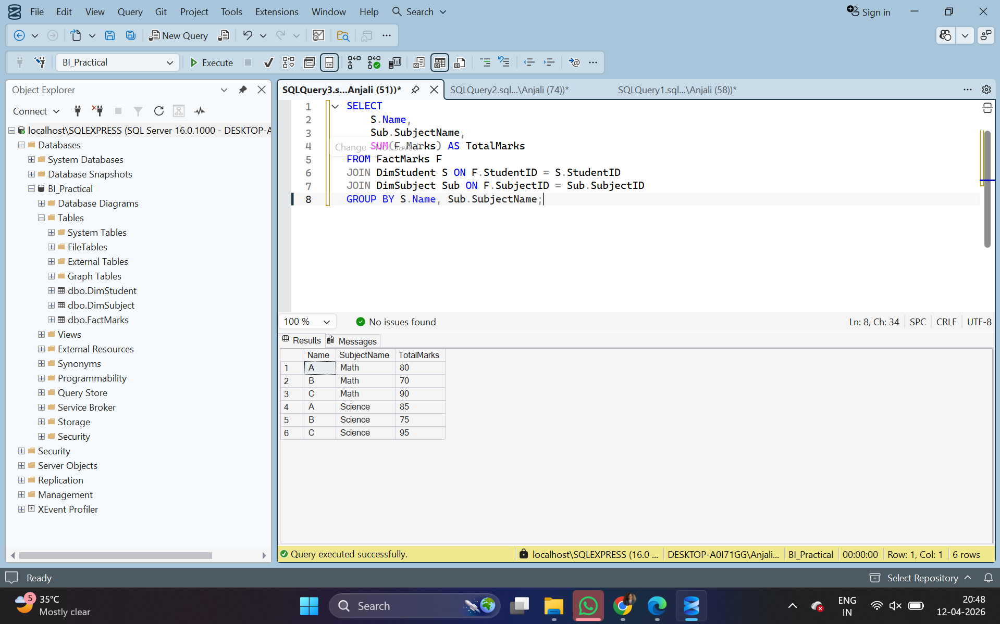 File Edit View Query Git Project Tools Extensions Window Help Search Sign in
New Query
BI_Practical Execute
Object Explorer
Connect
localhost\SQLEXPRESS (SQL Server 16.0.1000 - DESKTOP-A
Databases
System Databases
Database Snapshots
BI_Practical
Database Diagrams
Tables
System Tables
FileTables
External Tables
Graph Tables
dbo.DimStudent
dbo.DimSubject
dbo.FactMarks
Views
External Resources
Synonyms
Programmability
Query Store
Service Broker
Storage
Security
Security
Server Objects
Replication
Management
XEvent Profiler
SQLQuery3.s...Anjali (51))* SQLQuery2.sql...\Anjali (74))* SQLQuery1.sql...\Anjali (58))*
1 SELECT
2 S.Name,
3 Sub.SubjectName,
4 SUM(F.Marks) AS TotalMarks
Change - Not Saved
5 FROM FactMarks F
6 JOIN DimStudent S ON F.StudentID = S.StudentID
7 JOIN DimSubject Sub ON F.SubjectID = Sub.SubjectID
8 GROUP BY S.Name, Sub.SubjectName;
100 % No issues found Ln: 8, Ch: 34 SPC CRLF UTF-8
Results Messages
Name SubjectName TotalMarks
1 A Math 80
2 B Math 70
3 C Math 90
4 A Science 85
5 B Science 75
6 C Science 95
Query executed successfully. localhost\SQLEXPRESS (16.0 ... DESKTOP-A0I71GG\Anjali... BI_Practical 00:00:00 Row: 1, Col: 1 6 rows
Ready Select Repository
5 35°C
Mostly clear
Search
ENG
IN
20:48
12-04-2026